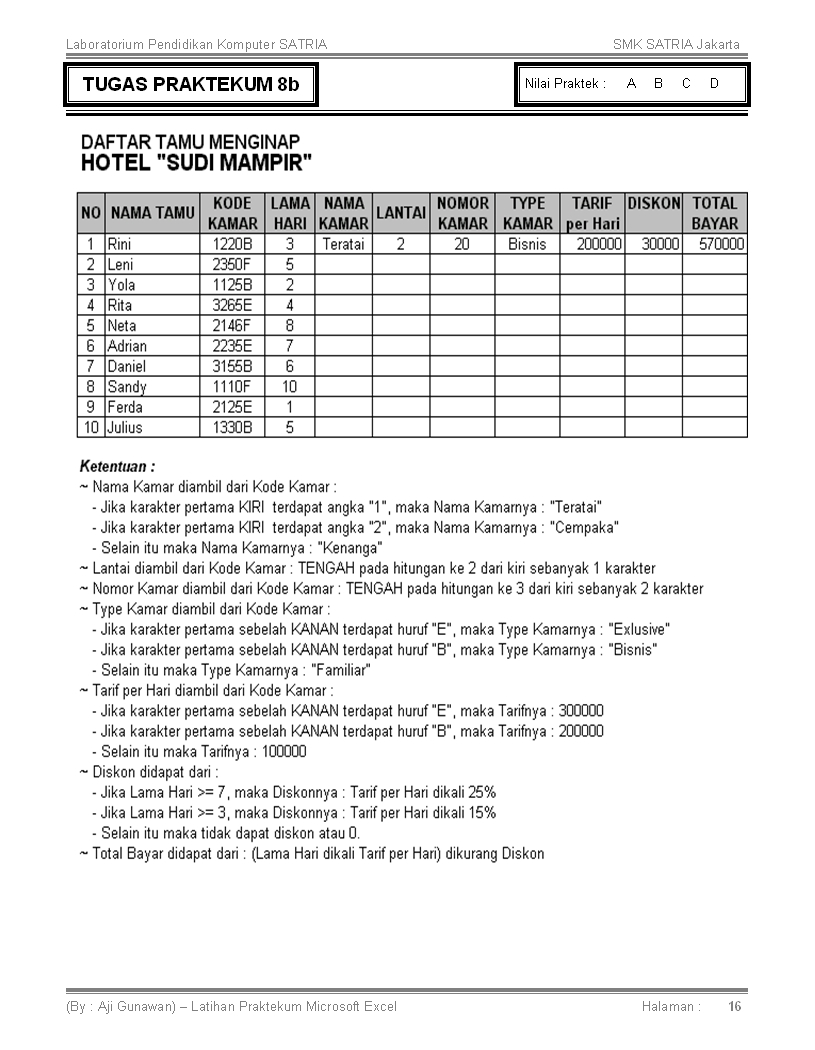 Laboratorium Pendidikan Komputer SATRIA SMK SATRIA Jakarta
TUGAS PRAKTEKUM 8b Nilai Praktek : A B C D
DAFTAR TAMU MENGINAP
HOTEL "SUDI MAMPIR"
NO NAMA TAMU KODE KAMAR LAMA HARI NAMA KAMAR LANTAI NOMOR KAMAR TYPE KAMAR TARIF per Hari DISKON TOTAL BAYAR
1 Rini 1220B 3 Teratai 2 20 Bisnis 200000 30000 570000
2 Leni 2350F 5
3 Yola 1125B 2
4 Rita 3265E 4
5 Neta 2146F 8
6 Adrian 2235E 7
7 Daniel 3155B 6
8 Sandy 1110F 10
9 Ferda 2125E 1
10 Julius 1330B 5
Ketentuan :
~ Nama Kamar diambil dari Kode Kamar :
- Jika karakter pertama KIRI terdapat angka "1", maka Nama Kamarnya : "Teratai"
- Jika karakter pertama KIRI terdapat angka "2", maka Nama Kamarnya : "Cempaka"
- Selain itu maka Nama Kamarnya : "Kenanga"
~ Lantai diambil dari Kode Kamar : TENGAH pada hitungan ke 2 dari kiri sebanyak 1 karakter
~ Nomor Kamar diambil dari Kode Kamar : TENGAH pada hitungan ke 3 dari kiri sebanyak 2 karakter
~ Type Kamar diambil dari Kode Kamar :
- Jika karakter pertama sebelah KANAN terdapat huruf "E", maka Type Kamarnya : "Exlusive"
- Jika karakter pertama sebelah KANAN terdapat huruf "B", maka Type Kamarnya : "Bisnis"
- Selain itu maka Type Kamarnya : "Familiar"
~ Tarif per Hari diambil dari Kode Kamar :
- Jika karakter pertama sebelah KANAN terdapat huruf "E", maka Tarifnya : 300000
- Jika karakter pertama sebelah KANAN terdapat huruf "B", maka Tarifnya : 200000
- Selain itu maka Tarifnya : 100000
~ Diskon didapat dari :
- Jika Lama Hari >= 7, maka Diskonnya : Tarif per Hari dikali 25%
- Jika Lama Hari >= 3, maka Diskonnya : Tarif per Hari dikali 15%
- Selain itu maka tidak dapat diskon atau 0.
~ Total Bayar didapat dari : (Lama Hari dikali Tarif per Hari) dikurang Diskon
(By : Aji Gunawan) – Latihan Praktekum Microsoft Excel Halaman : 16